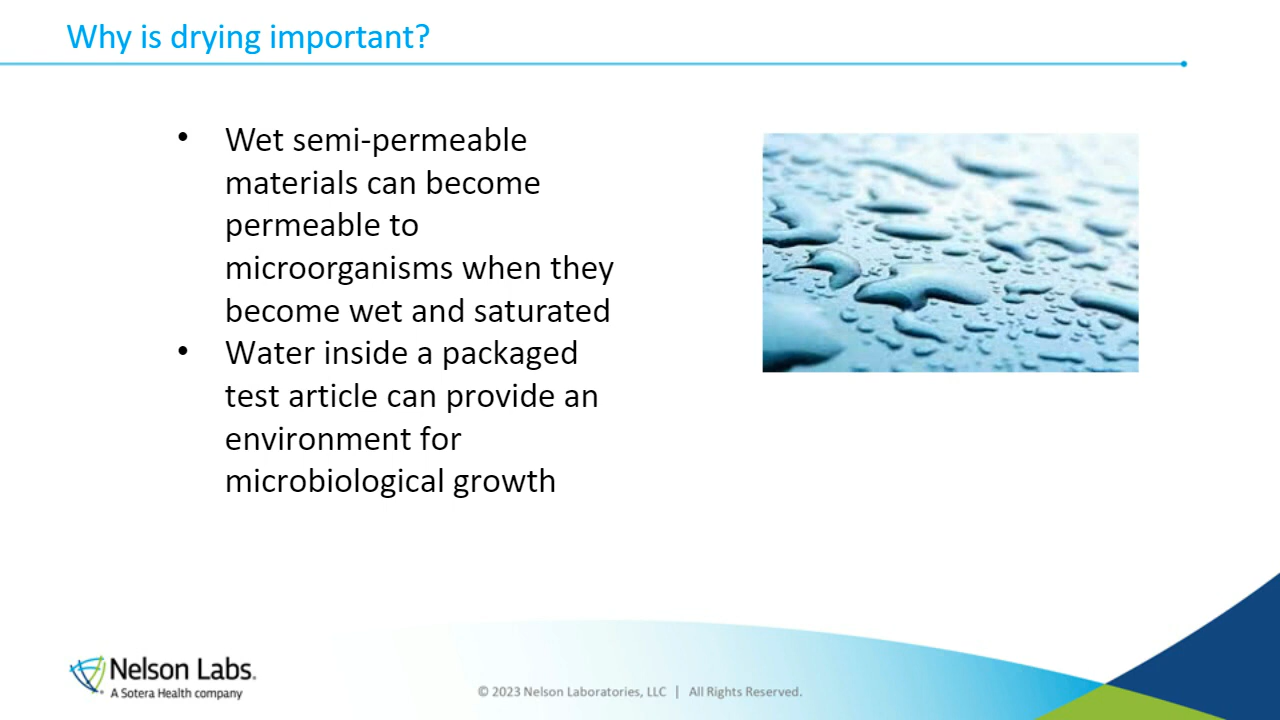 Why is drying important?
• Wet semi-permeable
materials can become
permeable to
microorganisms when they
become wet and saturated
• Water inside a packaged
test article can provide an
environment for
microbiological growth
Nelson Labs.
A Sotera Health company
© 2023 Nelson Laboratories, LLC | All Rights Reserved.